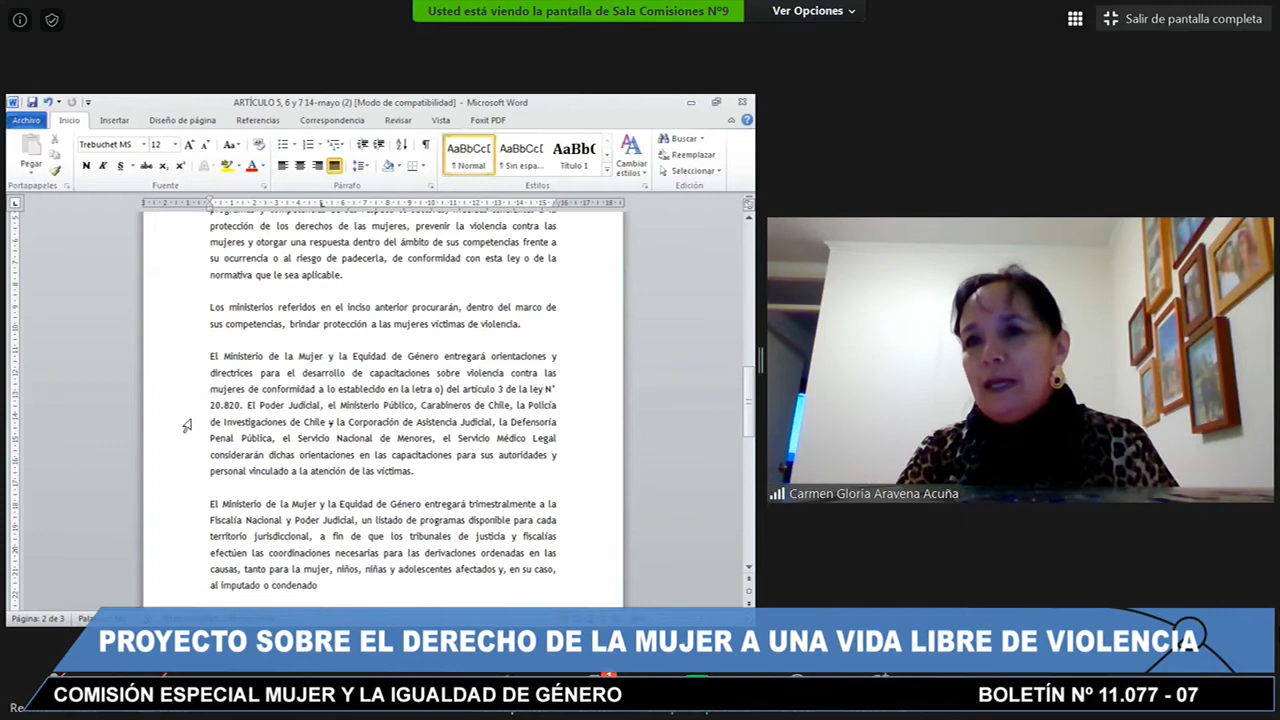 Usted está viendo la pantalla de Sala Comisiones N°9
Ver Opciones
Salir de pantalla completa
ARTÍCULO 5, 6 y 7 14-mayo (2) [Modo de compatibilidad] - Microsoft Word
Archivo Inicio Insertar Diseño de página Referencias Correspondencia Revisar Vista Foxit PDF
Pegar
Trebuchet MS 12
AaBbCcD AaBbCcD AaBb(
¶ Normal ¶ Sin espa... Título 1
Cambiar estilos
Buscar
Reemplazar
Seleccionar
Portapapeles Fuente Párrafo Estilos Edición
protección de los derechos de las mujeres, prevenir la violencia contra las
mujeres y otorgar una respuesta dentro del ámbito de sus competencias frente a
su ocurrencia o al riesgo de padecerla, de conformidad con esta ley o de la
normativa que le sea aplicable.
Los ministerios referidos en el inciso anterior procurarán, dentro del marco de
sus competencias, brindar protección a las mujeres víctimas de violencia.
El Ministerio de la Mujer y la Equidad de Género entregará orientaciones y
directrices para el desarrollo de capacitaciones sobre violencia contra las
mujeres de conformidad a lo establecido en la letra o) del artículo 3 de la ley N°
20.820. El Poder Judicial, el Ministerio Público, Carabineros de Chile, la Policía
de Investigaciones de Chile y la Corporación de Asistencia Judicial, la Defensoría
Penal Pública, el Servicio Nacional de Menores, el Servicio Médico Legal
considerarán dichas orientaciones en las capacitaciones para sus autoridades y
personal vinculado a la atención de las víctimas.
El Ministerio de la Mujer y la Equidad de Género entregará trimestralmente a la
Fiscalía Nacional y Poder Judicial, un listado de programas disponible para cada
territorio jurisdiccional, a fin de que los tribunales de justicia y fiscalías
efectúen las coordinaciones necesarias para las derivaciones ordenadas en las
causas, tanto para la mujer, niños, niñas y adolescentes afectados y, en su caso,
al imputado o condenado
Página: 2 de 3
Carmen Gloria Aravena Acuña
PROYECTO SOBRE EL DERECHO DE LA MUJER A UNA VIDA LIBRE DE VIOLENCIA
COMISIÓN ESPECIAL MUJER Y LA IGUALDAD DE GÉNERO
BOLETÍN Nº 11.077 - 07